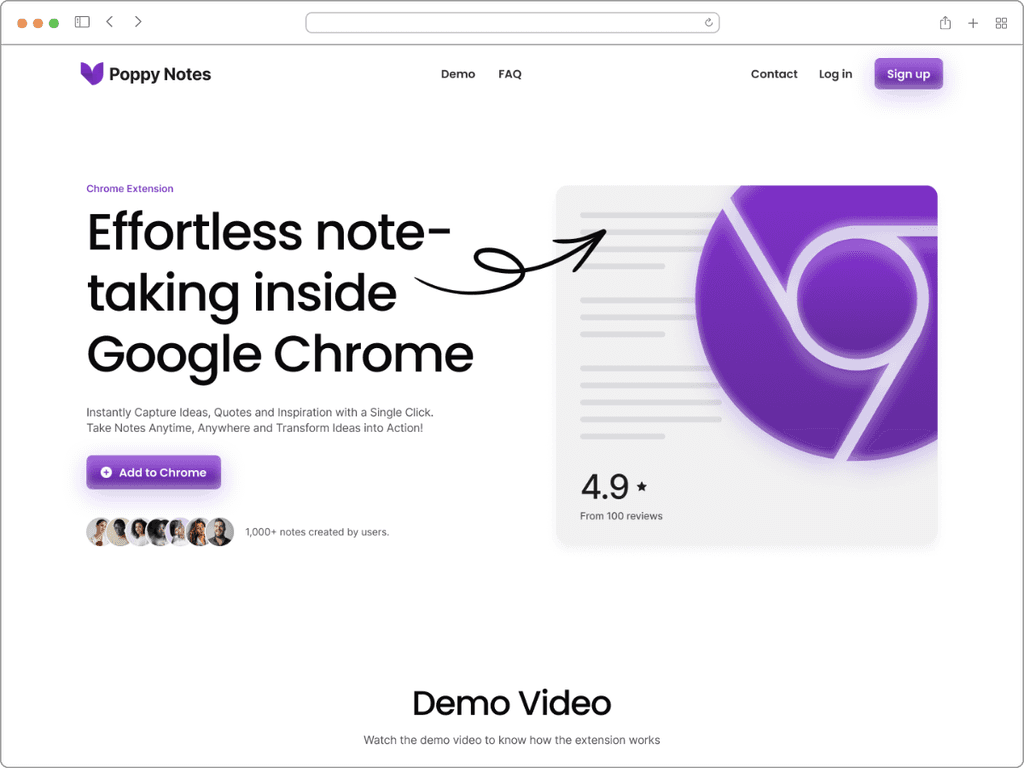 Poppy Notes
Demo
FAQ
Contact
Log in
Sign up
Chrome Extension
Effortless note-
taking inside
Google Chrome
Instantly Capture Ideas, Quotes and Inspiration with a Single Click.
Take Notes Anytime, Anywhere and Transform Ideas into Action!
Add to Chrome
1,000+ notes created by users.
4.9 ★
From 100 reviews
Demo Video
Watch the demo video to know how the extension works